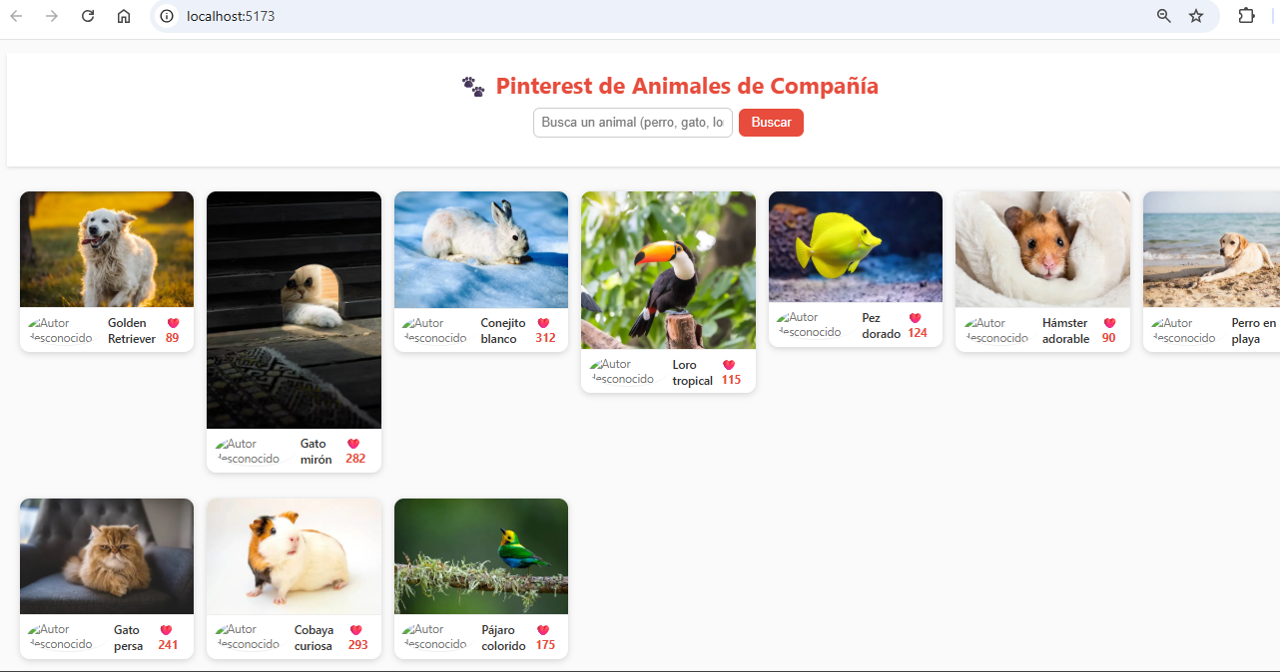 localhost:5173
Pinterest de Animales de Compañía
Busca un animal (perro, gato, lo
Buscar
Autor
desconocido
Golden
Retriever
89
Autor
desconocido
Gato
mirón
282
Autor
desconocido
Conejito
blanco
312
Autor
desconocido
Loro
tropical
115
Autor
desconocido
Pez
dorado
124
Autor
desconocido
Hámster
adorable
90
Autor
desconocido
Perro en
playa
Autor
desconocido
Gato
persa
241
Autor
desconocido
Cobaya
curiosa
293
Autor
desconocido
Pájaro
colorido
175